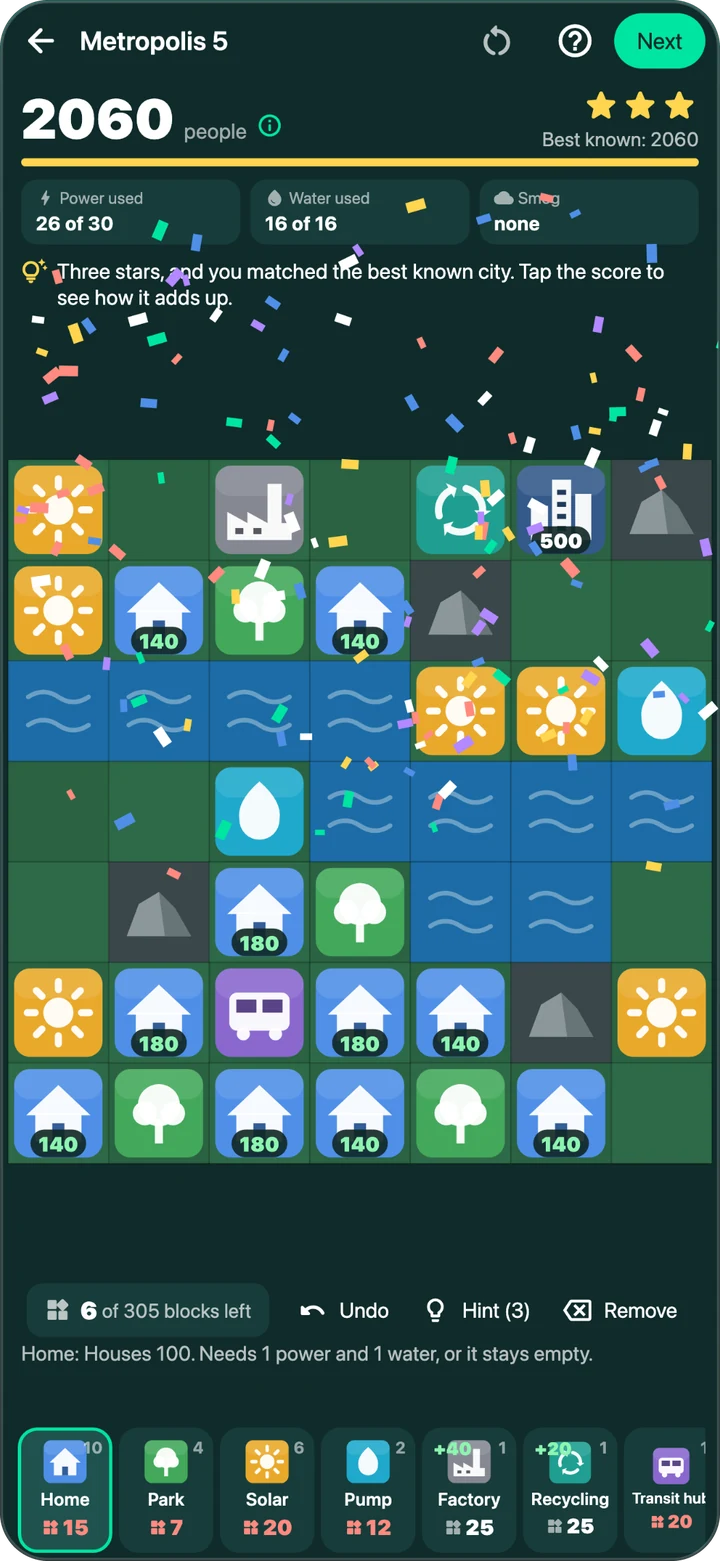 Metropolis 5
Next
2060 people
Best known: 2060
Power used
26 of 30
Water used
16 of 16
Smog
none
Three stars, and you matched the best known city. Tap the score to
see how it adds up.
500
140
140
180
180
180
140
140
180
140
140
6 of 305 blocks left
Undo
Hint (3)
Remove
Home: Houses 100. Needs 1 power and 1 water, or it stays empty.
10
4
6
2
+40 1
+20 1
1
Home
Park
Solar
Pump
Factory
Recycling
Transit hub
15
7
20
12
25
25
20